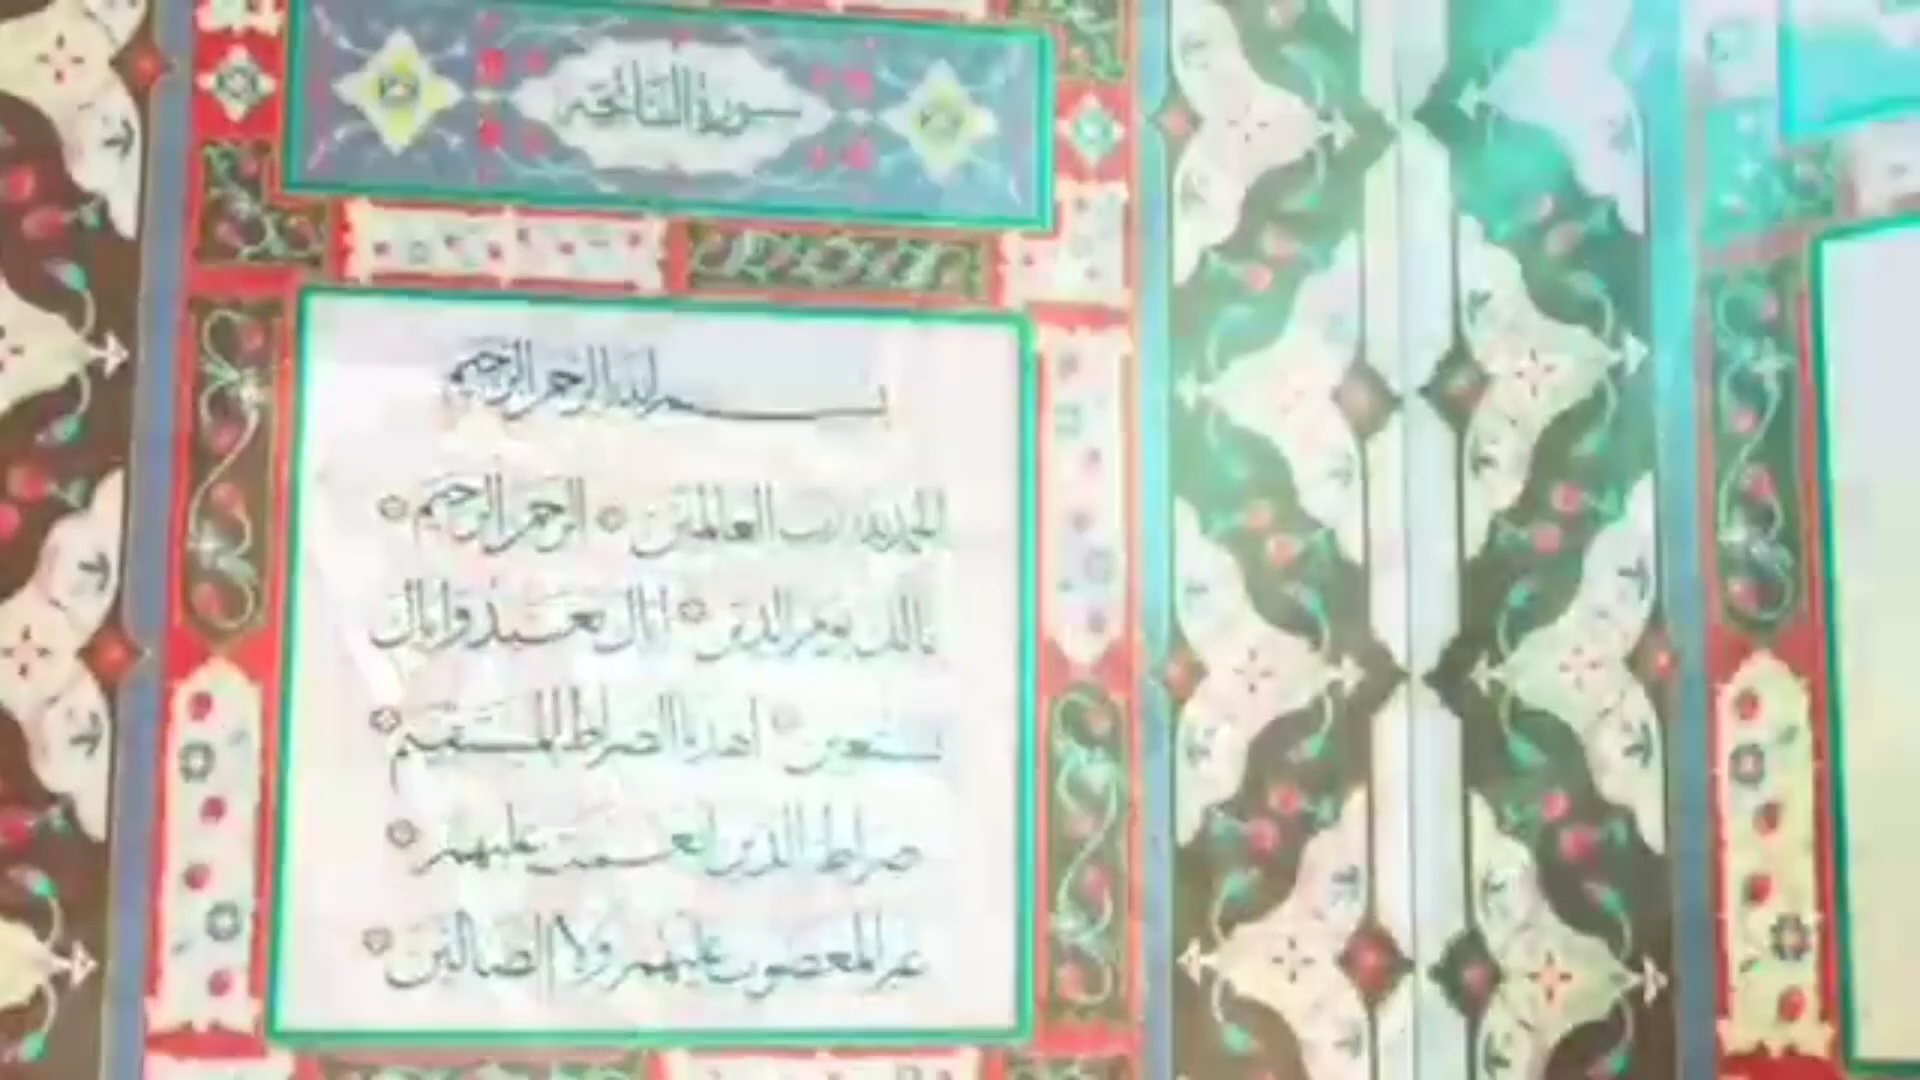 سورة الفاتحة
بسم الله الرحمن الرحيم
الحمد لله رب العالمين الرحمن الرحيم
مالك يوم الدين اياك نعبد واياك
نستعين اهدنا الصراط المستقيم
صراط الذين انعمت عليهم
غير المغضوب عليهم ولا الضالين